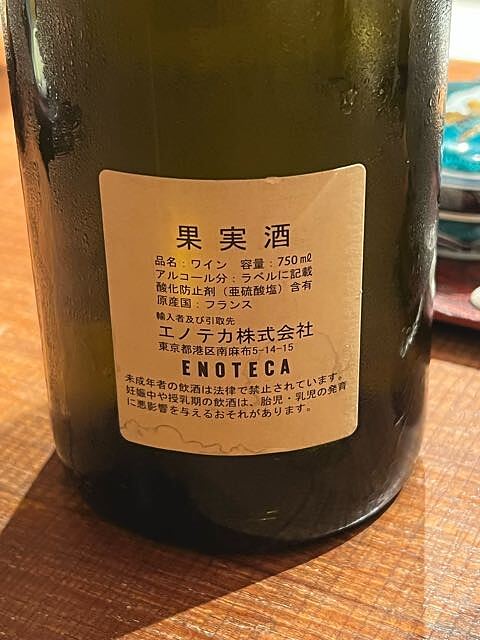 果実酒
品名：ワイン 容量：750㎖
アルコール分：ラベルに記載
酸化防止剤（亜硫酸塩）含有
原産国：フランス
輸入者及び引取先
エノテカ株式会社
東京都港区南麻布5-14-15
ENOTECA
未成年者の飲酒は法律で禁止されています。
妊娠中や授乳期の飲酒は、胎児・乳児の発育
に悪影響を与えるおそれがあります。